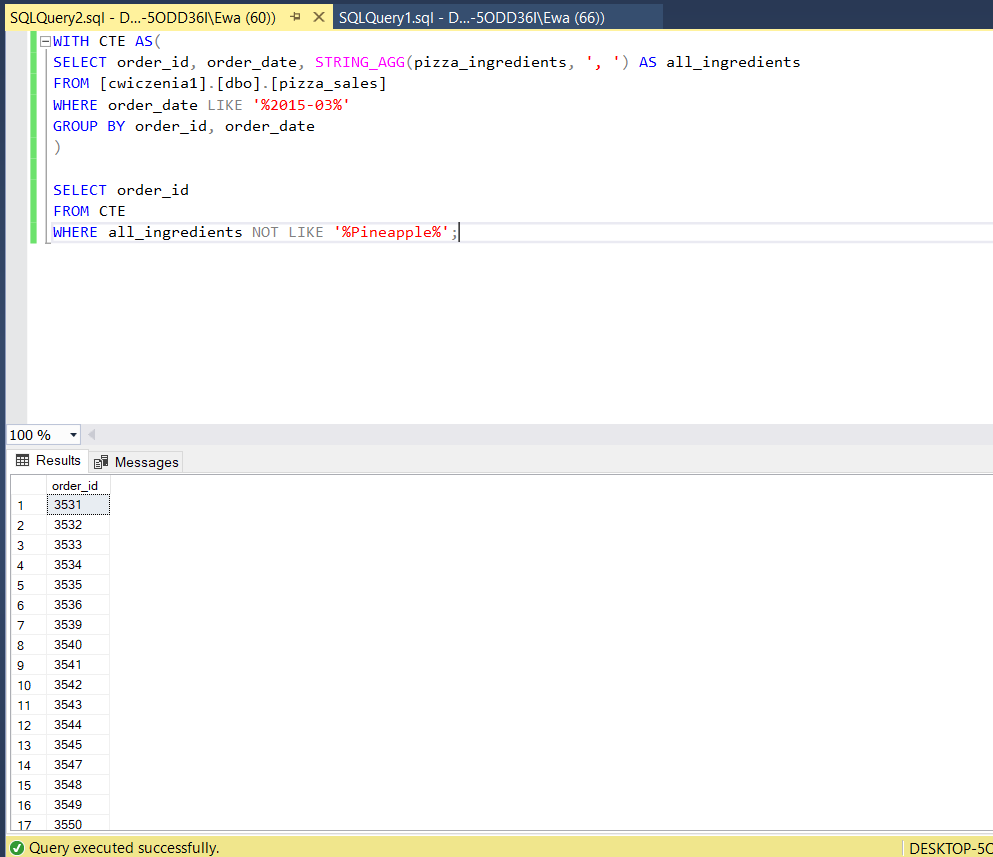 SQLQuery2.sql - D...-5ODD36I\Ewa (60))
SQLQuery1.sql - D...-5ODD36I\Ewa (66))
WITH CTE AS(
SELECT order_id, order_date, STRING_AGG(pizza_ingredients, ', ') AS all_ingredients
FROM [cwiczenia1].[dbo].[pizza_sales]
WHERE order_date LIKE '%2015-03%'
GROUP BY order_id, order_date
)
SELECT order_id
FROM CTE
WHERE all_ingredients NOT LIKE '%Pineapple%';
100 %
Results Messages
order_id
1 3531
2 3532
3 3533
4 3534
5 3535
6 3536
7 3539
8 3540
9 3541
10 3542
11 3543
12 3544
13 3545
14 3547
15 3548
16 3549
17 3550
Query executed successfully.
DESKTOP-5O